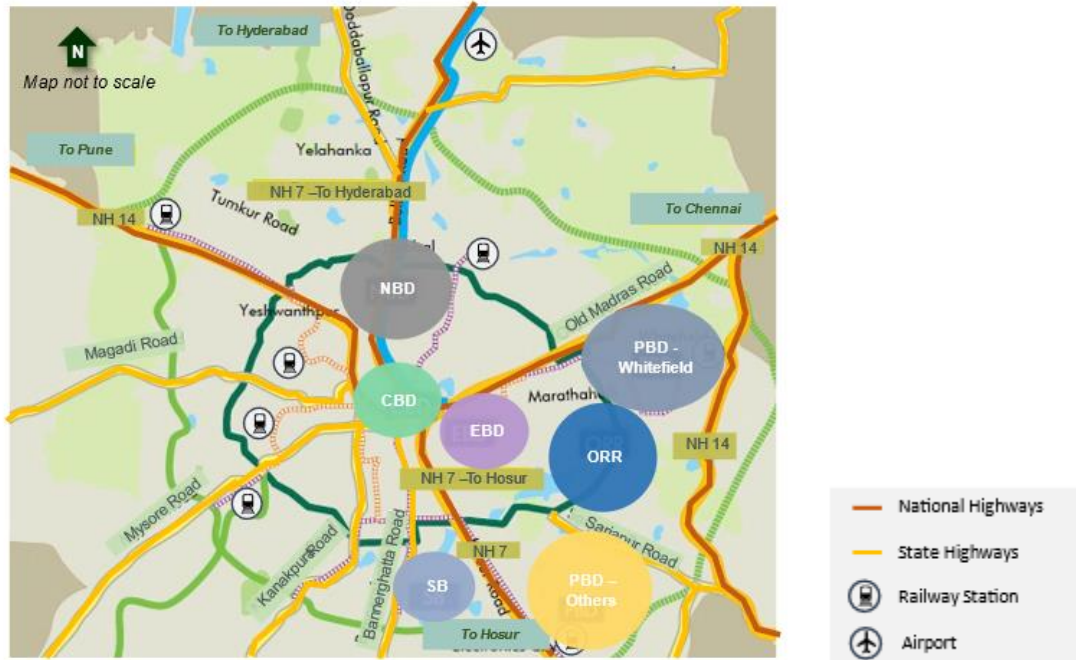 To Hyderabad
N
Map not to scale
Doddaballapur Road
To Pune
Yelahanka
NH 7 –To Hyderabad
Tumkur Road
To Chennai
NH 14
NH 14
NBD
Old Madras Road
Yeshwanthpur
Magadi Road
PBD -
Whitefield
CBD
EBD
ORR
NH 14
NH 7 –To Hosur
Mysore Road
Kanakpura Road
Bannerghatta Road
Sarjapur Road
NH 7
SB
PBD –
Others
To Hosur
National Highways
State Highways
Railway Station
Airport